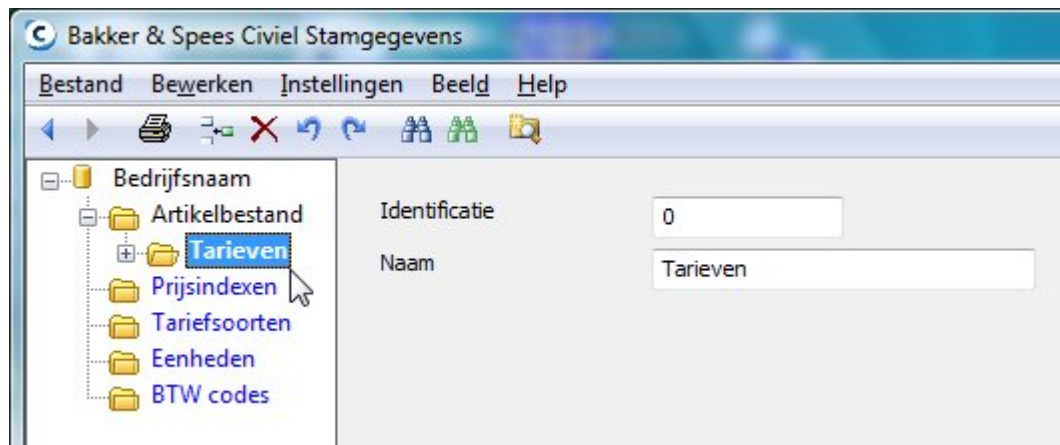 Bakker & Spees Civiel Stamgegevens
Bestand Bewerken Instellingen Beeld Help
Bedrijfsnaam
Artikelbestand
Tarieven
Prijsindexen
Tariefsoorten
Eenheden
BTW codes
Identificatie 0
Naam Tarieven